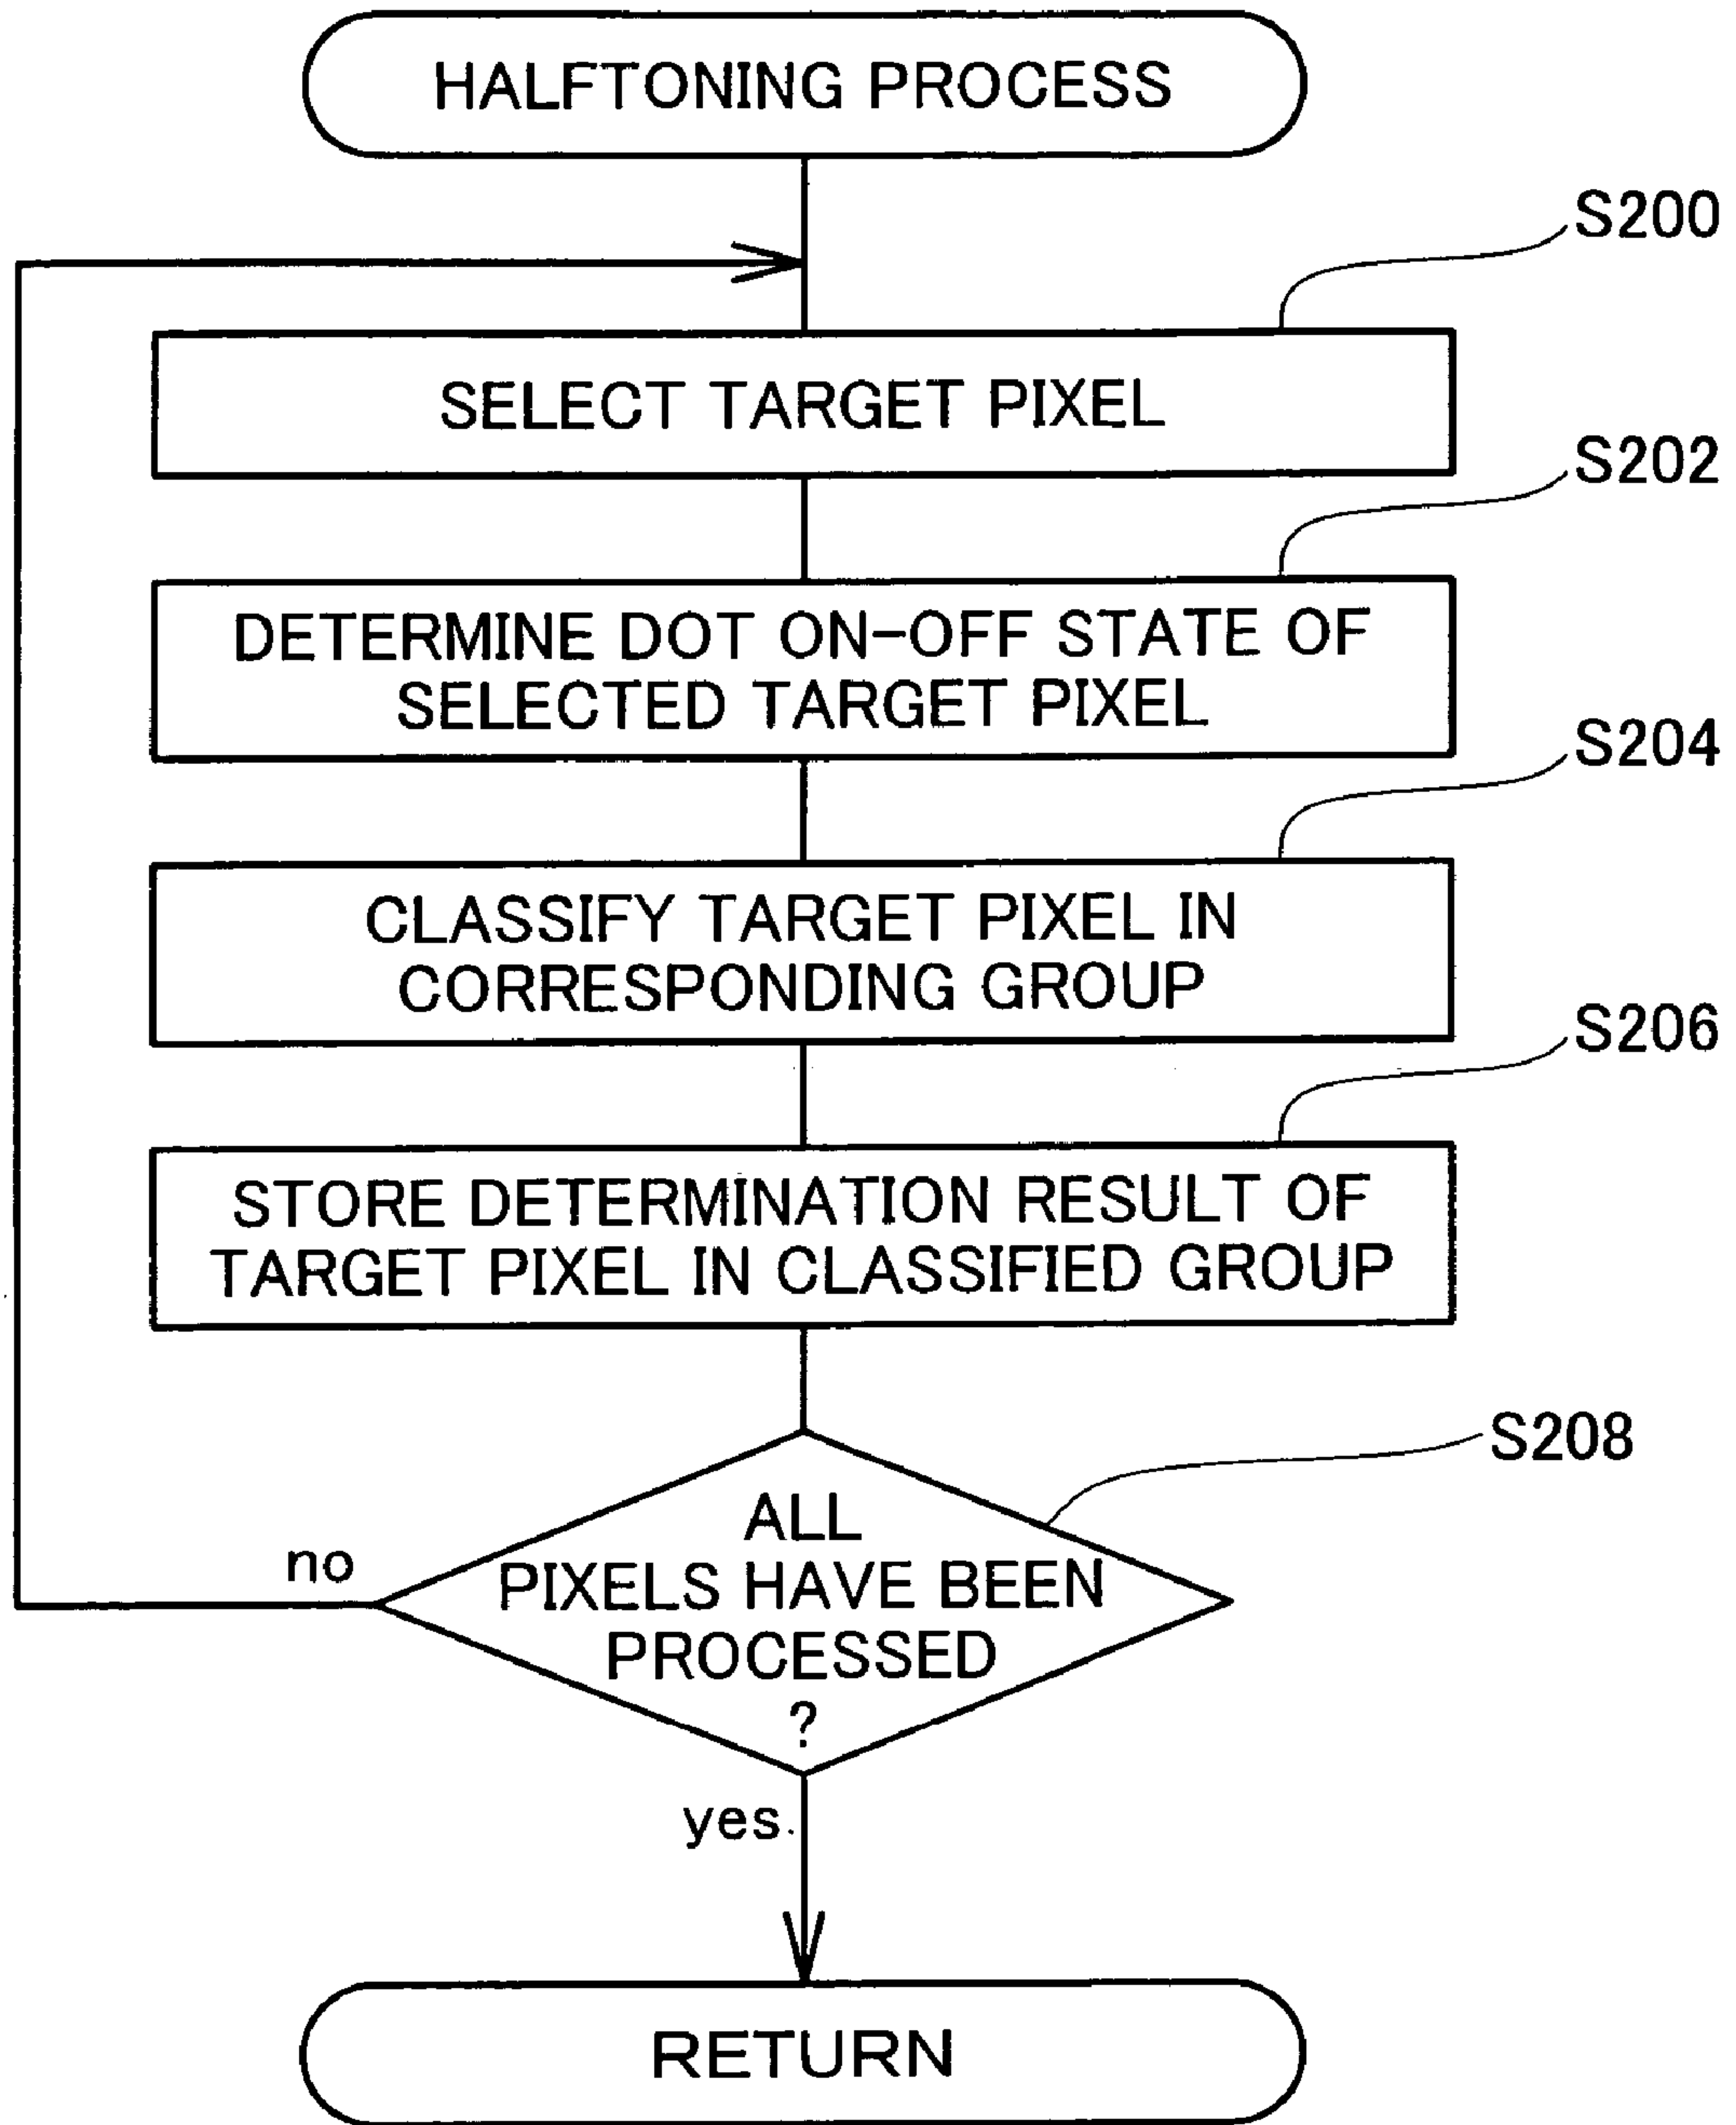 HALFTONING PROCESS
S200
SELECT TARGET PIXEL
S202
DETERMINE DOT ON-OFF STATE OF
SELECTED TARGET PIXEL
S204
CLASSIFY TARGET PIXEL IN
CORRESPONDING GROUP
S206
STORE DETERMINATION RESULT OF
TARGET PIXEL IN CLASSIFIED GROUP
S208
ALL
PIXELS HAVE BEEN
PROCESSED
?
no
yes
RETURN